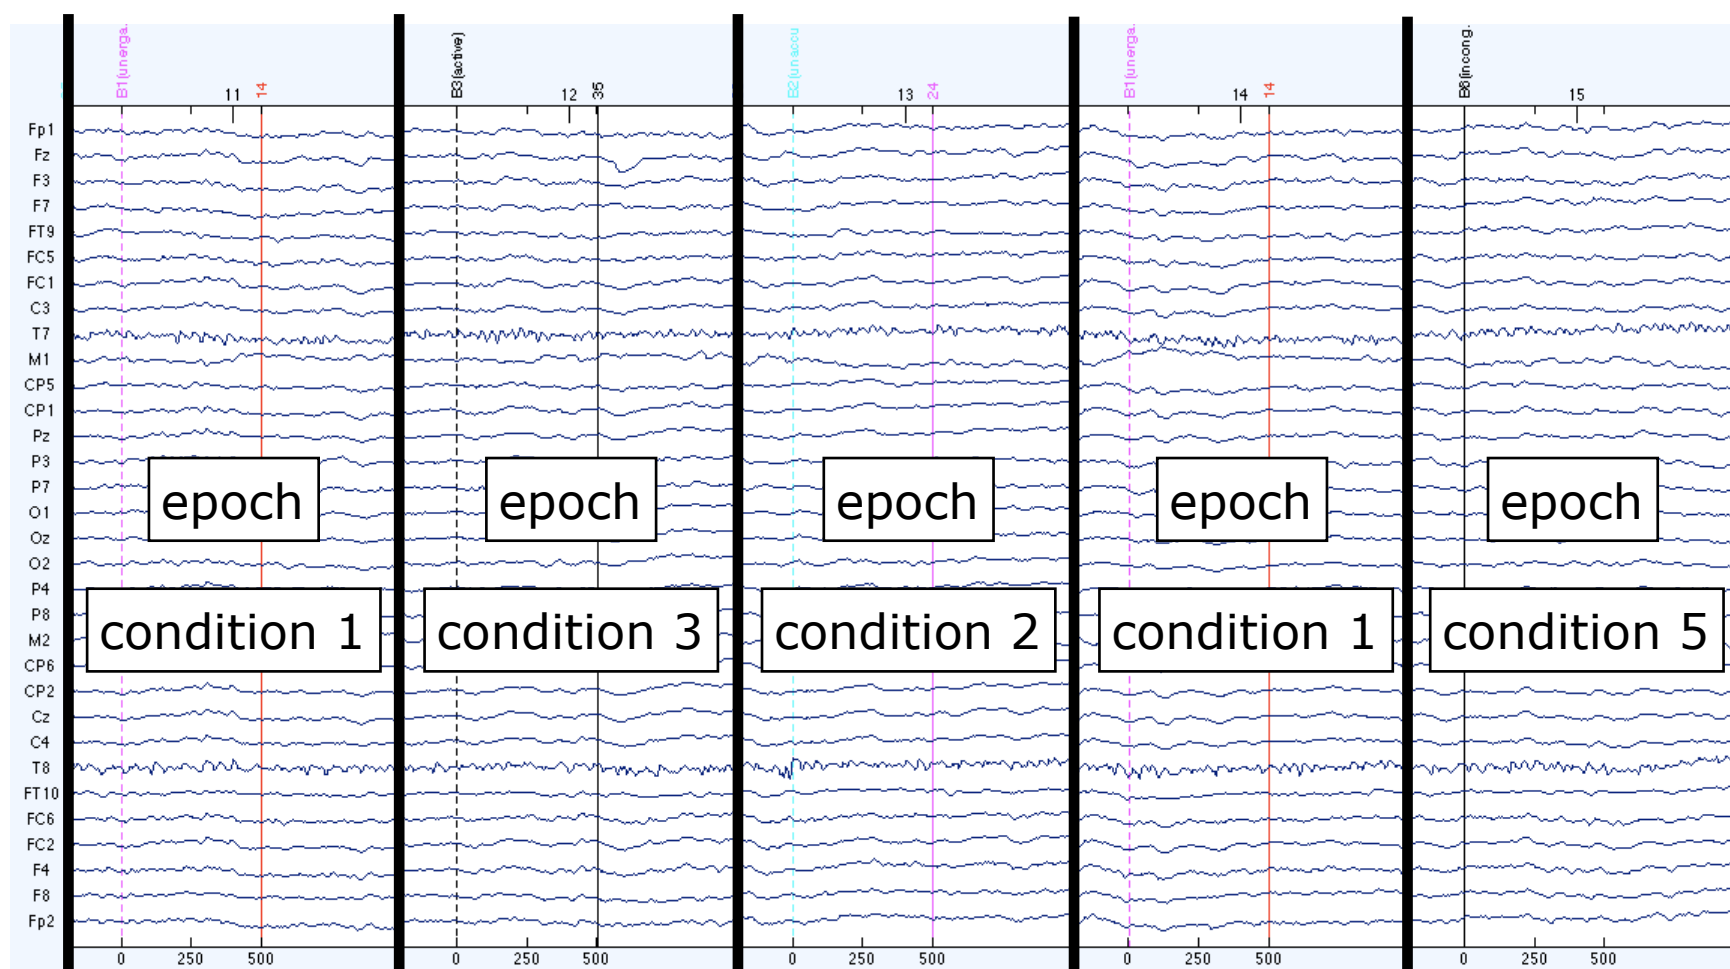 B1(unerga. B3(active) B2(unaccu B1(unerga. B6(incong.
11 14 12 35 13 24 14 14 15
Fp1
Fz
F3
F7
FT9
FC5
FC1
C3
T7
M1
CP5
CP1
Pz
P3
P7
epoch epoch epoch epoch epoch
O1
Oz
O2
P4
P8
condition 1 condition 3 condition 2 condition 1 condition 5
M2
CP6
CP2
Cz
C4
T8
FT10
FC6
FC2
F4
F8
Fp2
0 250 500 0 250 500 0 250 500 0 250 500 0 250 500